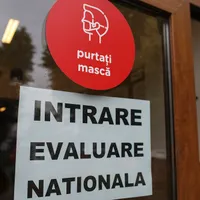 purtați
mască
INTRARE
EVALUARE
NATIONALA